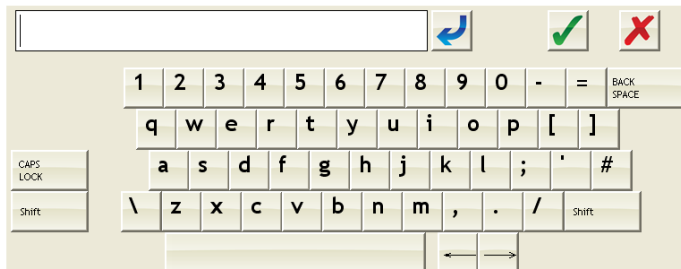 1 2 3 4 5 6 7 8 9 0 - = BACK SPACE
q w e r t y u i o p [ ]
CAPS LOCK a s d f g h j k l ; ' #
Shift \ z x c v b n m , . / Shift